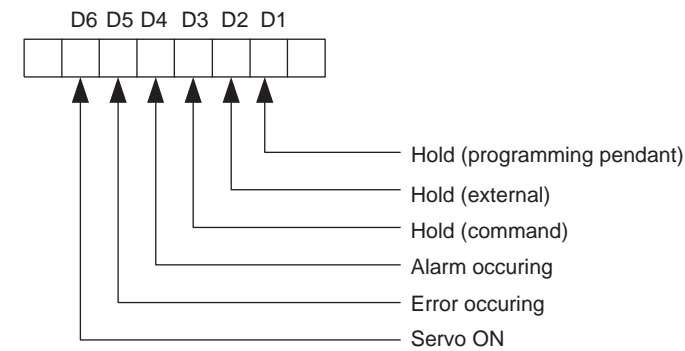 D6 D5 D4 D3 D2 D1
Hold (programming pendant)
Hold (external)
Hold (command)
Alarm occuring
Error occuring
Servo ON